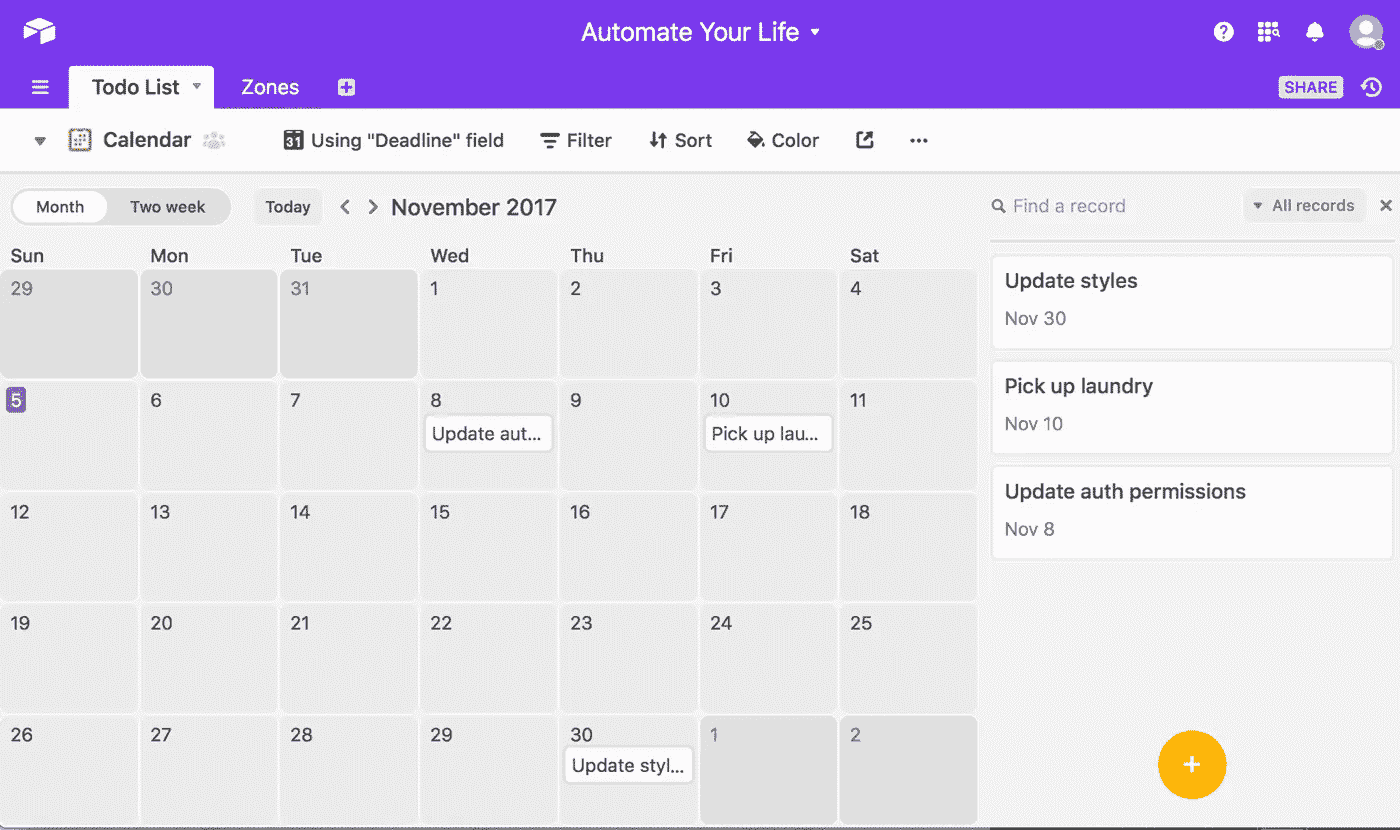 Automate Your Life
Todo List Zones SHARE
Calendar 31 Using "Deadline" field Filter Sort Color
Month Two week Today November 2017
Find a record All records
Sun Mon Tue Wed Thu Fri Sat
29 30 31 1 2 3 4
5 6 7 8 9 10 11
Update aut... Pick up lau...
12 13 14 15 16 17 18
19 20 21 22 23 24 25
26 27 28 29 30 1 2
Update styl...
Update styles
Nov 30
Pick up laundry
Nov 10
Update auth permissions
Nov 8